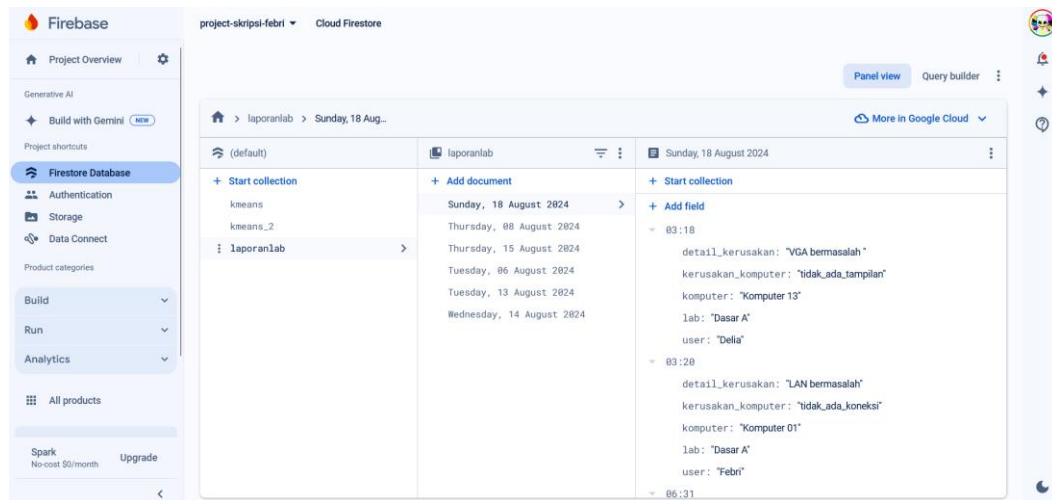 Firebase
Project Overview
Generative AI
Build with Gemini NEW
Project shortcuts
Firestore Database
Authentication
Storage
Data Connect
Product categories
Build
Run
Analytics
All products
Spark
No-cost $0/month
Upgrade
project-skripsi-febri
Cloud Firestore
Panel view
Query builder
laporanlab > Sunday, 18 Aug...
More in Google Cloud
(default)
+ Start collection
kmeans
kmeans_2
laporanlab
laporanlab
+ Add document
Sunday, 18 August 2024
Thursday, 08 August 2024
Thursday, 15 August 2024
Tuesday, 06 August 2024
Tuesday, 13 August 2024
Wednesday, 14 August 2024
Sunday, 18 August 2024
+ Start collection
+ Add field
03:18
detail_kerusakan: "VGA bermasalah "
kerusakan_komputer: "tidak_ada_tampilan"
komputer: "Komputer 13"
lab: "Dasar A"
user: "Delia"
03:20
detail_kerusakan: "LAN bermasalah"
kerusakan_komputer: "tidak_ada_koneksi"
komputer: "Komputer 01"
lab: "Dasar A"
user: "Febri"
06:31